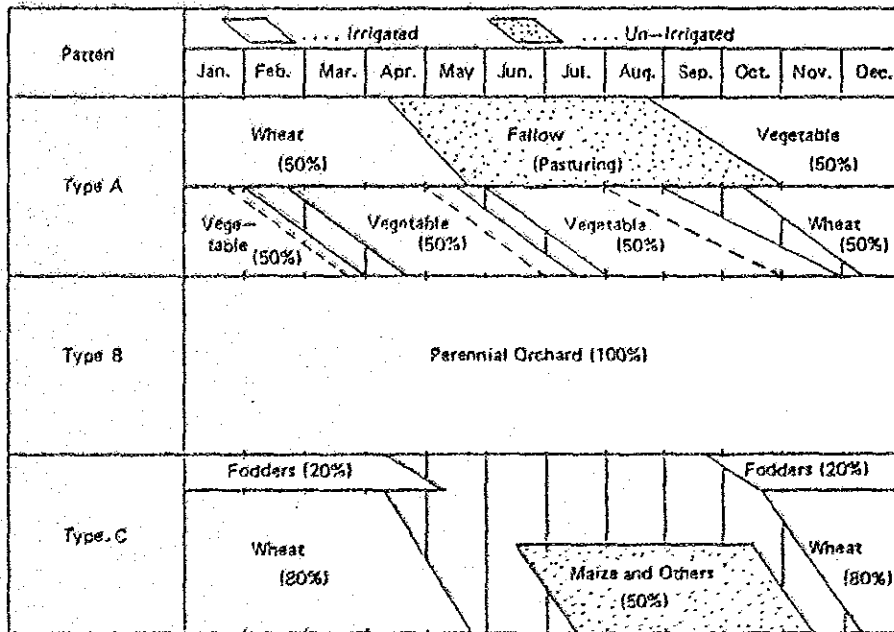 Patten
.... Irrigated
.... Un-Irrigated
Jan. Feb. Mar. Apr. May Jun. Jul. Aug. Sep. Oct. Nov. Dec.
Type A
Wheat
(50%)
Fallow
(Pasturing)
Vegetable
(50%)
Vege-
table
(50%)
Vegetable
(50%)
Vegetable
(50%)
Wheat
(50%)
Type B
Perennial Orchard (100%)
Type C
Fodders (20%)
Fodders (20%)
Wheat
(80%)
Maize and Others
(50%)
Wheat
(80%)